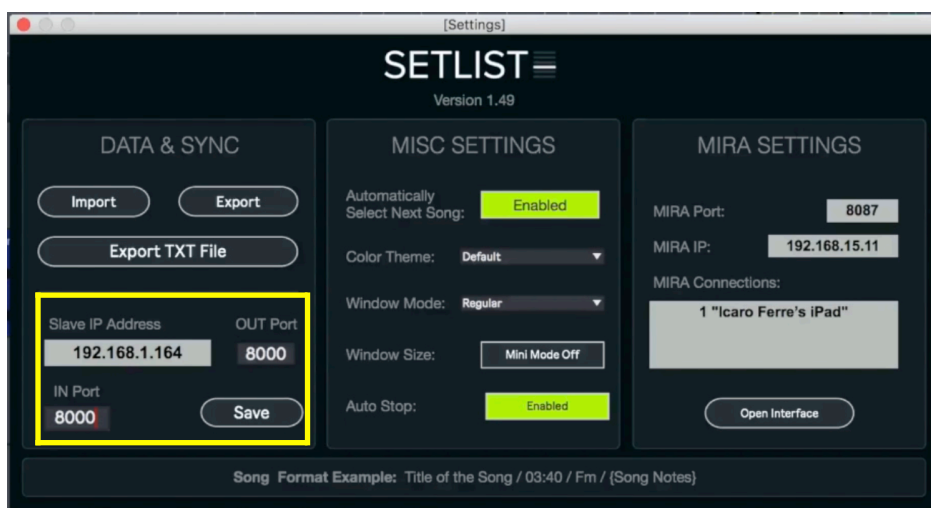 [Settings]
SETLIST
Version 1.49
DATA & SYNC
Import Export
Export TXT File
Slave IP Address OUT Port
192.168.1.164 8000
IN Port
8000 Save
MISC SETTINGS
Automatically
Select Next Song: Enabled
Color Theme: Default
Window Mode: Regular
Window Size: Mini Mode Off
Auto Stop: Enabled
MIRA SETTINGS
MIRA Port: 8087
MIRA IP: 192.168.15.11
MIRA Connections:
1 "Icaro Ferre's iPad"
Open Interface
Song Format Example: Title of the Song / 03:40 / Fm / {Song Notes}